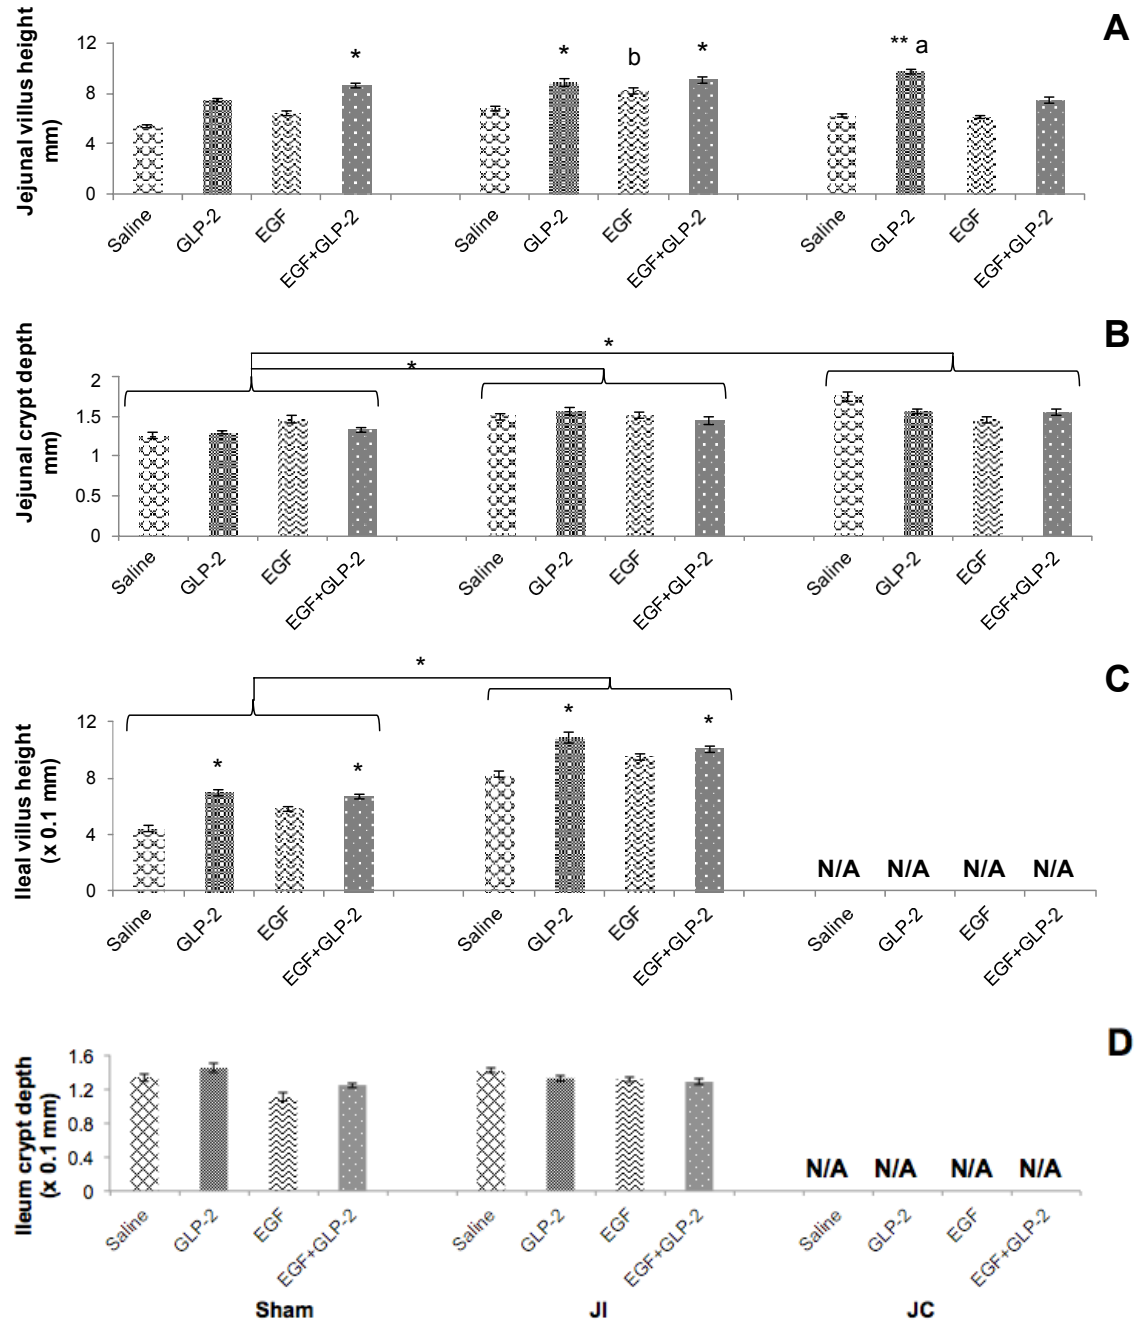 A
Jejunal villus height
mm)
12
8
4
0
*
*
b
*
** a
Saline
GLP-2
EGF
EGF+GLP-2
Saline
GLP-2
EGF
EGF+GLP-2
Saline
GLP-2
EGF
EGF+GLP-2
B
Jejunal crypt depth
mm)
2
1.5
1
0.5
0
*
*
Saline
GLP-2
EGF
EGF+GLP-2
Saline
GLP-2
EGF
EGF+GLP-2
Saline
GLP-2
EGF
EGF+GLP-2
C
Ileal villus height
(x 0.1 mm)
12
8
4
0
*
*
*
*
*
N/A N/A N/A N/A
Saline
GLP-2
EGF
EGF+GLP-2
Saline
GLP-2
EGF
EGF+GLP-2
Saline
GLP-2
EGF
EGF+GLP-2
D
Ileum crypt depth
(x 0.1 mm)
1.6
1.2
0.8
0.4
0
N/A N/A N/A N/A
Saline
GLP-2
EGF
EGF+GLP-2
Saline
GLP-2
EGF
EGF+GLP-2
Saline
GLP-2
EGF
EGF+GLP-2
Sham
JI
JC